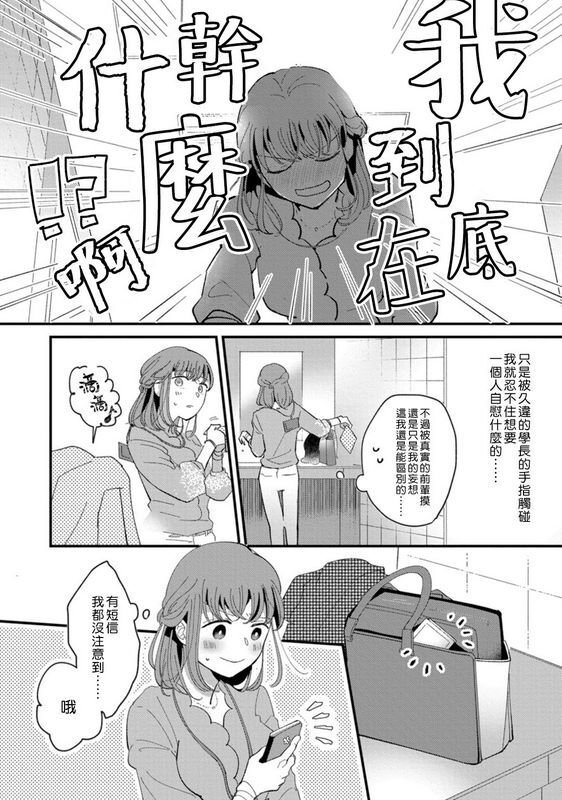 我
到底
在
幹
什麼
啊
!?
只是被久違的學長的手指觸碰
我就忍不住想要
一個人自慰什麼的……
不過被真實的前輩摸
還是只是我的妄想
這我還是能區別的……
滴滴
滴
有短信
我都沒注意到……
哦